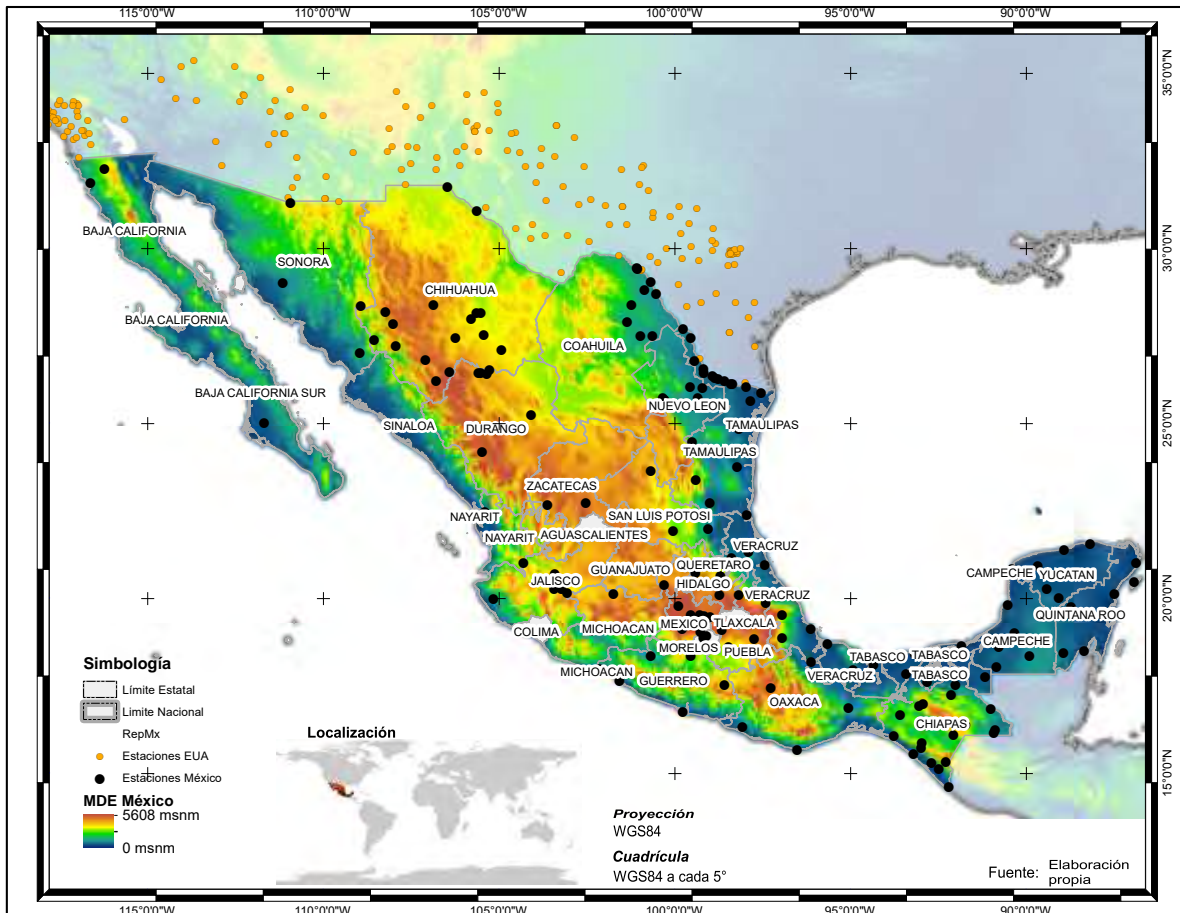 115°0'0"W
110°0'0"W
105°0'0"W
100°0'0"W
95°0'0"W
90°0'0"W
35°0'0"N
30°0'0"N
25°0'0"N
20°0'0"N
15°0'0"N
BAJA CALIFORNIA
SONORA
CHIHUAHUA
BAJA CALIFORNIA
COAHUILA
BAJA CALIFORNIA SUR
NUEVO LEON
SINALOA
DURANGO
TAMAULIPAS
TAMAULIPAS
ZACATECAS
NAYARIT
SAN LUIS POTOSI
NAYARIT
AGUASCALIENTES
VERACRUZ
GUANAJUATO
QUERETARO
CAMPECHE
YUCATAN
JALISCO
HIDALGO
VERACRUZ
QUINTANA ROO
COLIMA
MICHOACAN
MEXICO
TLAXCALA
CAMPECHE
MORELOS
PUEBLA
TABASCO
TABASCO
MICHOACAN
GUERRERO
VERACRUZ
TABASCO
OAXACA
CHIAPAS
Simbología
Límite Estatal
Limite Nacional
RepMx
Estaciones EUA
Estaciones México
MDE México
5608 msnm
0 msnm
Localización
Proyección
WGS84
Cuadrícula
WGS84 a cada 5°
Fuente: Elaboración
propia
115°0'0"W
110°0'0"W
105°0'0"W
100°0'0"W
95°0'0"W
90°0'0"W